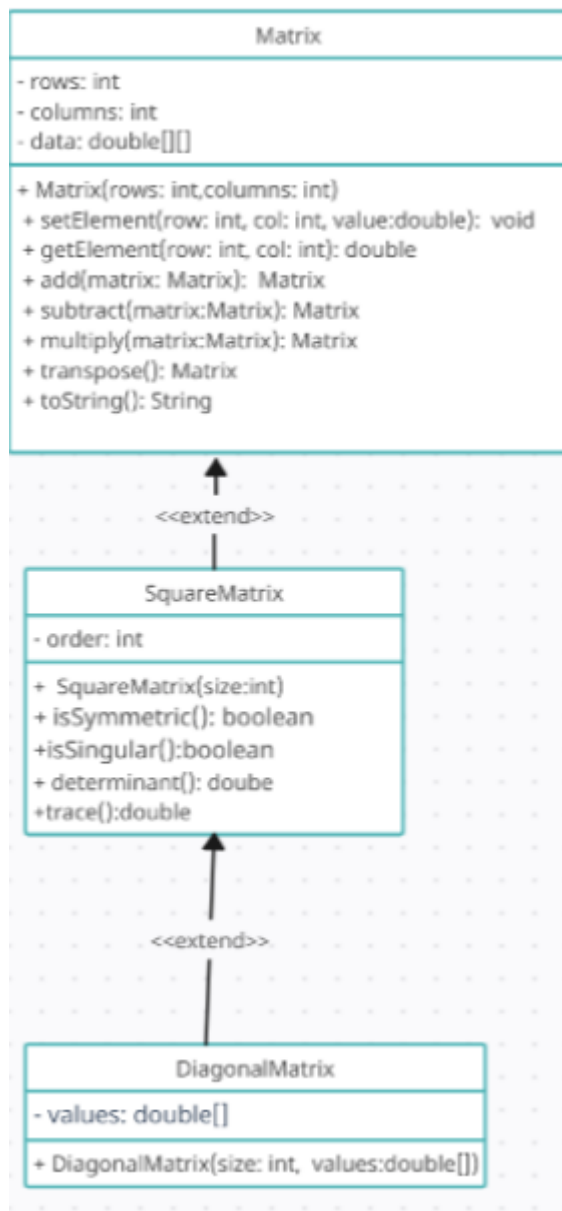 Matrix
- rows: int
- columns: int
- data: double[][]
+ Matrix(rows: int,columns: int)
+ setElement(row: int, col: int, value:double): void
+ getElement(row: int, col: int): double
+ add(matrix: Matrix): Matrix
+ subtract(matrix:Matrix): Matrix
+ multiply(matrix:Matrix): Matrix
+ transpose(): Matrix
+ toString(): String
<<extend>>
SquareMatrix
- order: int
+ SquareMatrix(size:int)
+ isSymmetric(): boolean
+isSingular():boolean
+ determinant(): doube
+trace():double
<<extend>>
DiagonalMatrix
- values: double[]
+ DiagonalMatrix(size: int, values:double[])